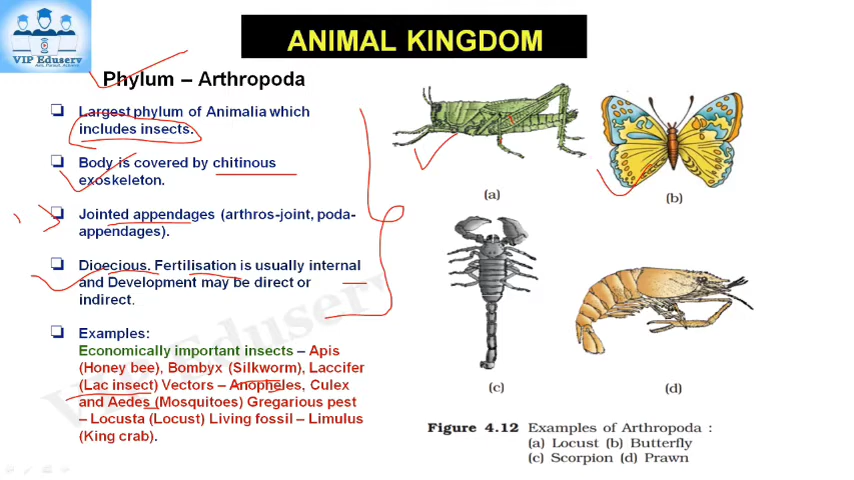 VIP Eduserv
ANIMAL KINGDOM
Phylum – Arthropoda
❑ Largest phylum of Animalia which
includes insects.
❑ Body is covered by chitinous
exoskeleton.
❑ Jointed appendages (arthros-joint, poda-
appendages).
❑ Dioecious. Fertilisation is usually internal
and Development may be direct or
indirect.
❑ Examples:
Economically important insects – Apis
(Honey bee), Bombyx (Silkworm), Laccifer
(Lac insect) Vectors – Anopheles, Culex
and Aedes (Mosquitoes) Gregarious pest
– Locusta (Locust) Living fossil – Limulus
(King crab).
VIP Eduserv
(a)
(b)
(c)
(d)
Figure 4.12 Examples of Arthropoda :
(a) Locust (b) Butterfly
(c) Scorpion (d) Prawn